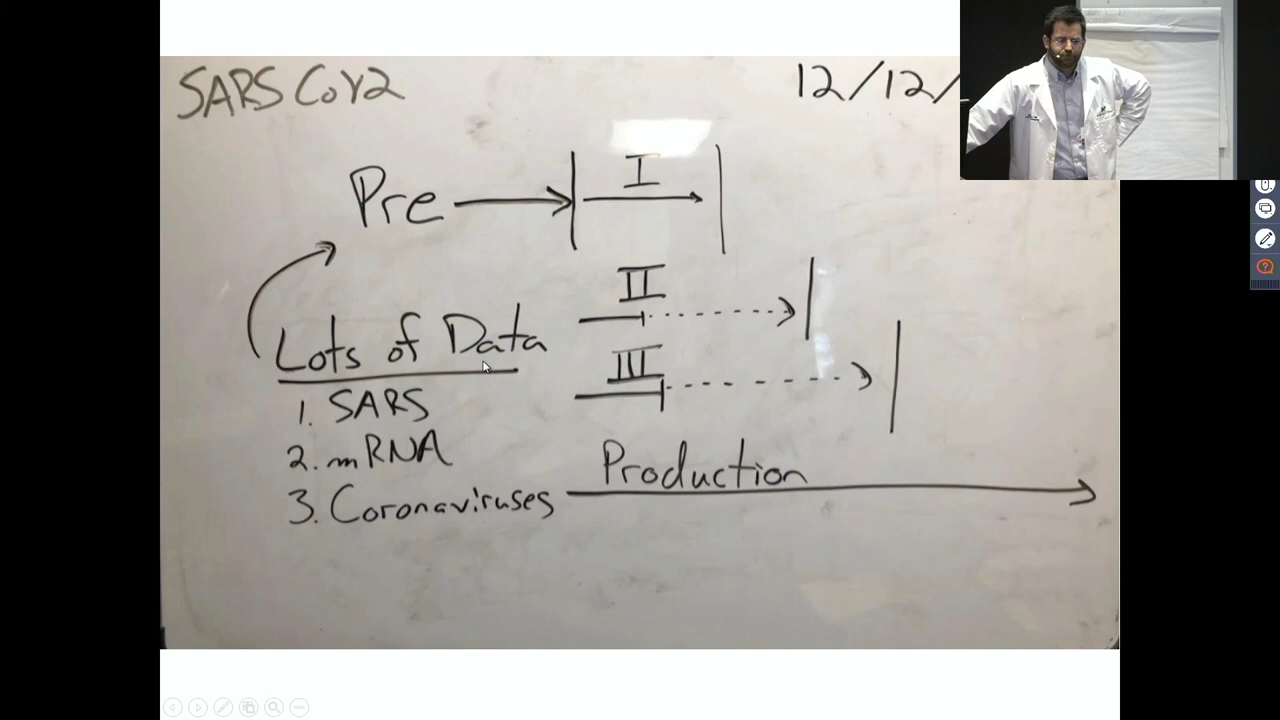 SARS CoV2
12/12/
Pre
I
II
Lots of Data
III
1. SARS
2. mRNA
Production
3. Coronaviruses